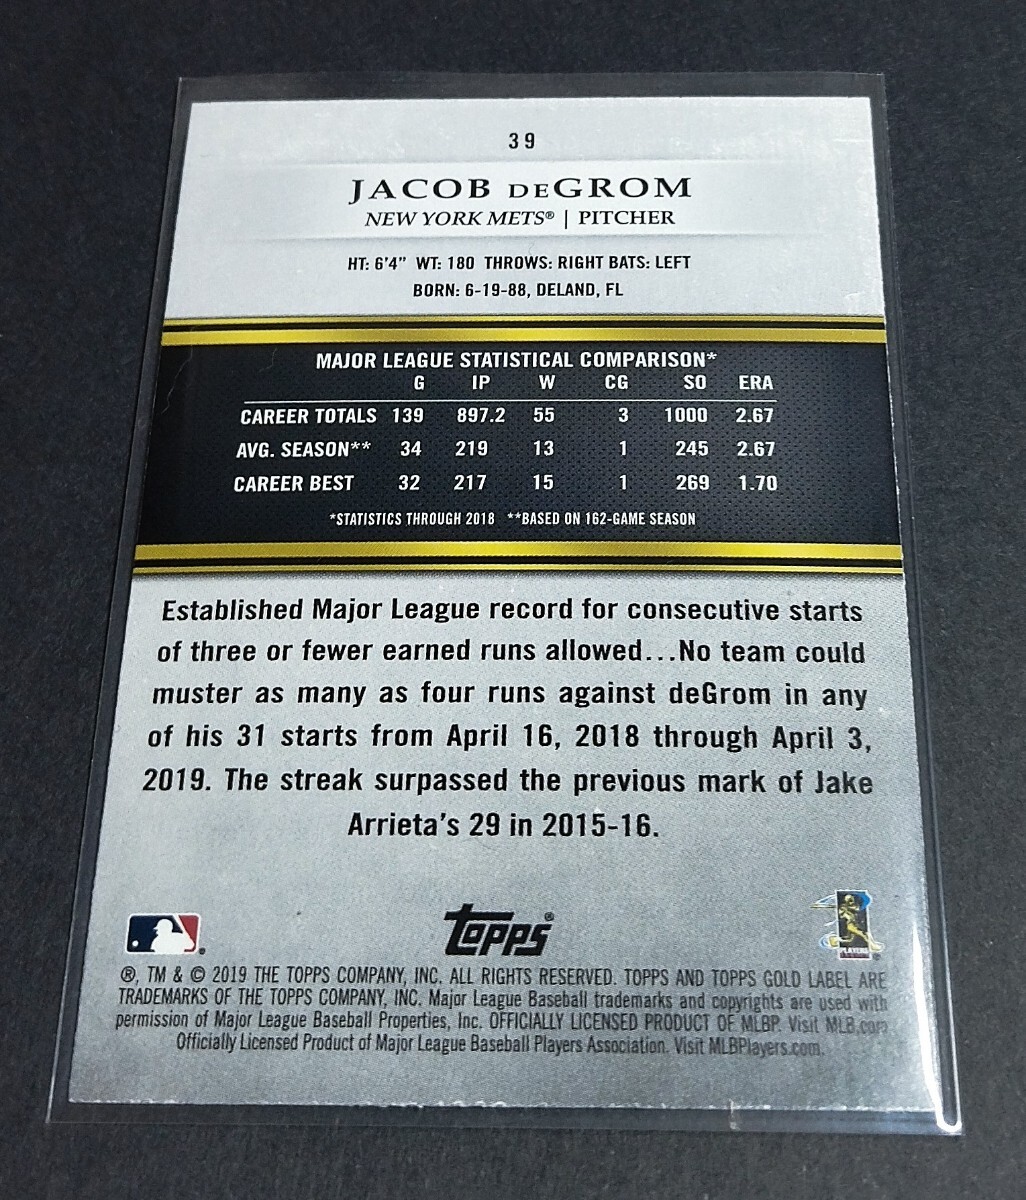 39
JACOB DEGROM
NEW YORK METS® | PITCHER
HT: 6'4" WT: 180 THROWS: RIGHT BATS: LEFT
BORN: 6-19-88, DELAND, FL
MAJOR LEAGUE STATISTICAL COMPARISON*
G IP W CG SO ERA
CAREER TOTALS 139 897.2 55 3 1000 2.67
AVG. SEASON** 34 219 13 1 245 2.67
CAREER BEST 32 217 15 1 269 1.70
*STATISTICS THROUGH 2018 **BASED ON 162-GAME SEASON
Established Major League record for consecutive starts
of three or fewer earned runs allowed...No team could
muster as many as four runs against deGrom in any
of his 31 starts from April 16, 2018 through April 3,
2019. The streak surpassed the previous mark of Jake
Arrieta's 29 in 2015-16.
Topps®
PLAYERS
®, TM & © 2019 THE TOPPS COMPANY, INC. ALL RIGHTS RESERVED. TOPPS AND TOPPS GOLD LABEL ARE
TRADEMARKS OF THE TOPPS COMPANY, INC. Major League Baseball trademarks and copyrights are used with
permission of Major League Baseball Properties, Inc. OFFICIALLY LICENSED PRODUCT OF MLBP. Visit MLB.com
Officially Licensed Product of Major League Baseball Players Association. Visit MLBPlayers.com.